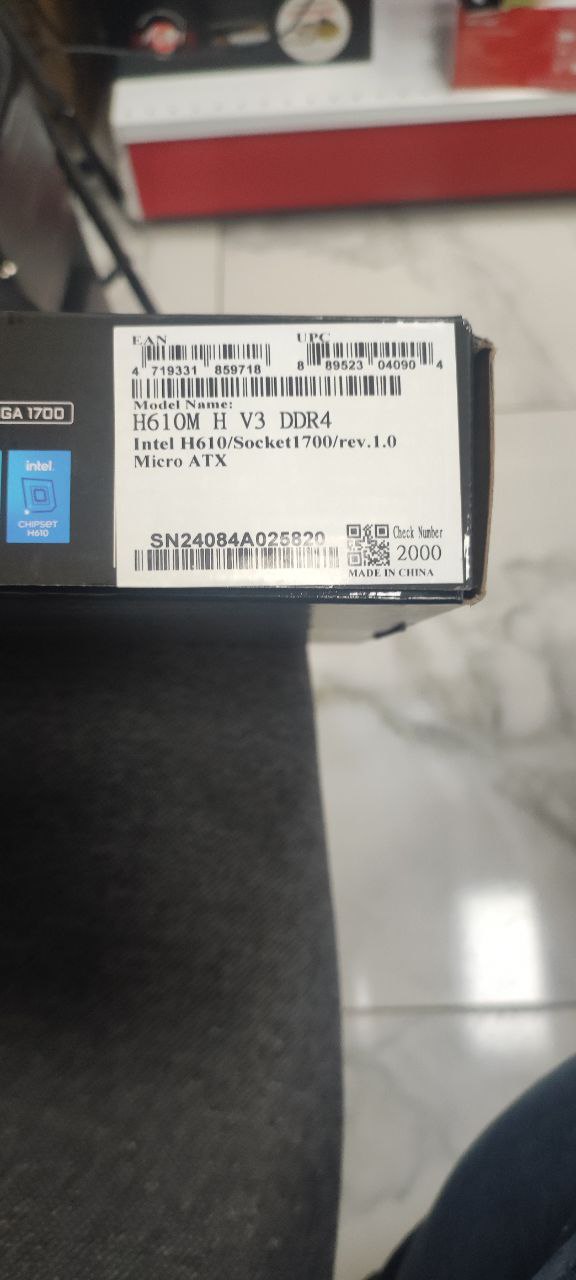 EAN UPC
4 719331 859718 8 89523 04090 4
Model Name:
H610M H V3 DDR4
Intel H610/Socket1700/rev.1.0
Micro ATX
GA 1700
intel.
CHIPSET
H610
SN24084A025820
Check Number
2000
MADE IN CHINA